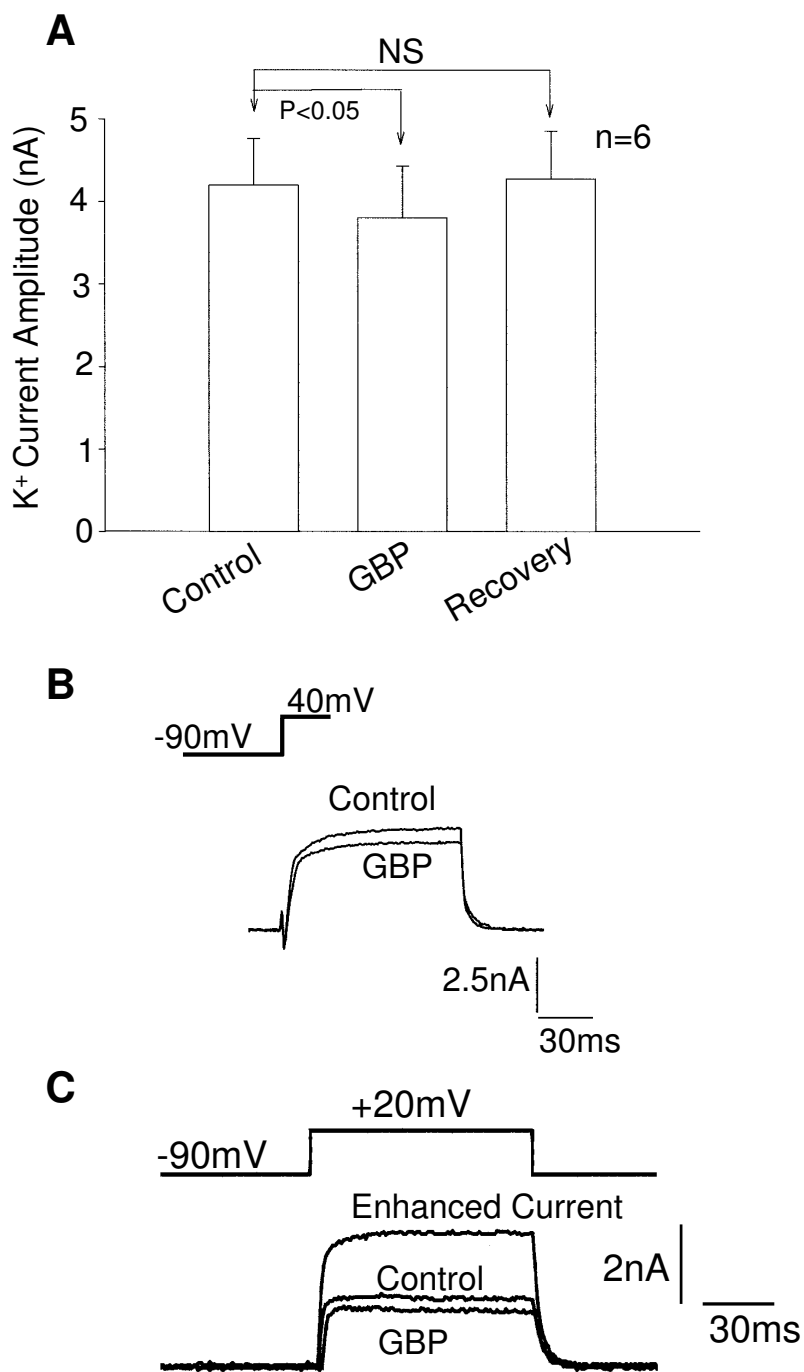 A
NS
P<0.05
n=6
K+ Current Amplitude (nA)
5
4
3
2
1
0
Control
GBP
Recovery
B
40mV
-90mV
Control
GBP
2.5nA
30ms
C
+20mV
-90mV
Enhanced Current
2nA
Control
30ms
GBP